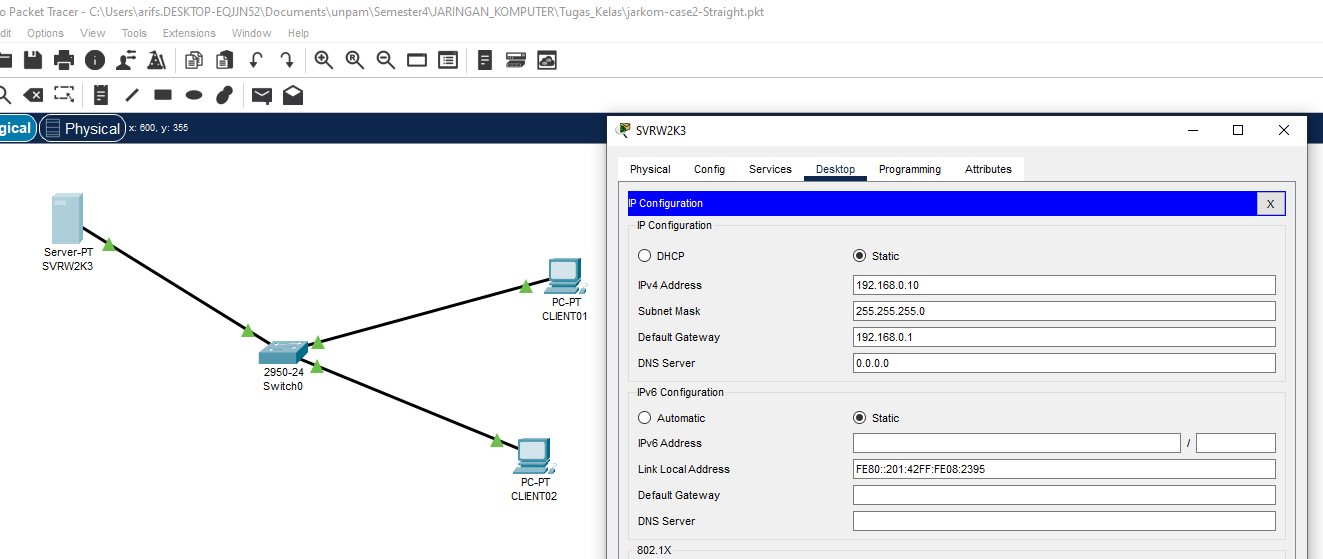 o Packet Tracer - C:\Users\arifs.DESKTOP-EQJJN52\Documents\unpam\Semester4\JARINGAN_KOMPUTER\Tugas_Kelas\jarkom-case2-Straight.pkt
dit Options View Tools Extensions Window Help
gical Physical x: 600, y: 355
SVRW2K3
Physical Config Services Desktop Programming Attributes
IP Configuration X
IP Configuration
DHCP Static
IPv4 Address 192.168.0.10
Subnet Mask 255.255.255.0
Default Gateway 192.168.0.1
DNS Server 0.0.0.0
IPv6 Configuration
Automatic Static
IPv6 Address /
Link Local Address FE80::201:42FF:FE08:2395
Default Gateway
DNS Server
802.1X
Server-PT
SVRW2K3
PC-PT
CLIENT01
2950-24
Switch0
PC-PT
CLIENT02